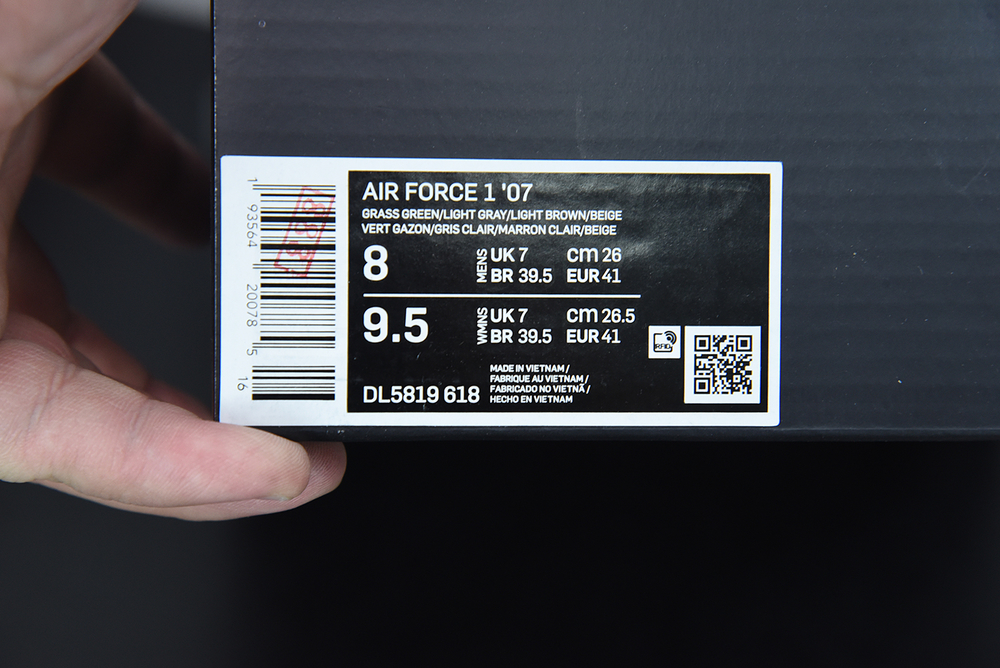 AIR FORCE 1 '07
GRASS GREEN/LIGHT GRAY/LIGHT BROWN/BEIGE
VERT GAZON/GRIS CLAIR/MARRON CLAIR/BEIGE
8 MENS UK 7 cm 26
BR 39.5 EUR 41
9.5 WMNS UK 7 cm 26.5
BR 39.5 EUR 41
RFID
DL5819 618
MADE IN VIETNAM /
FABRIQUE AU VIETNAM /
FABRICADO NO VIETNÃ /
HECHO EN VIETNAM
1 93564 20078 5 16